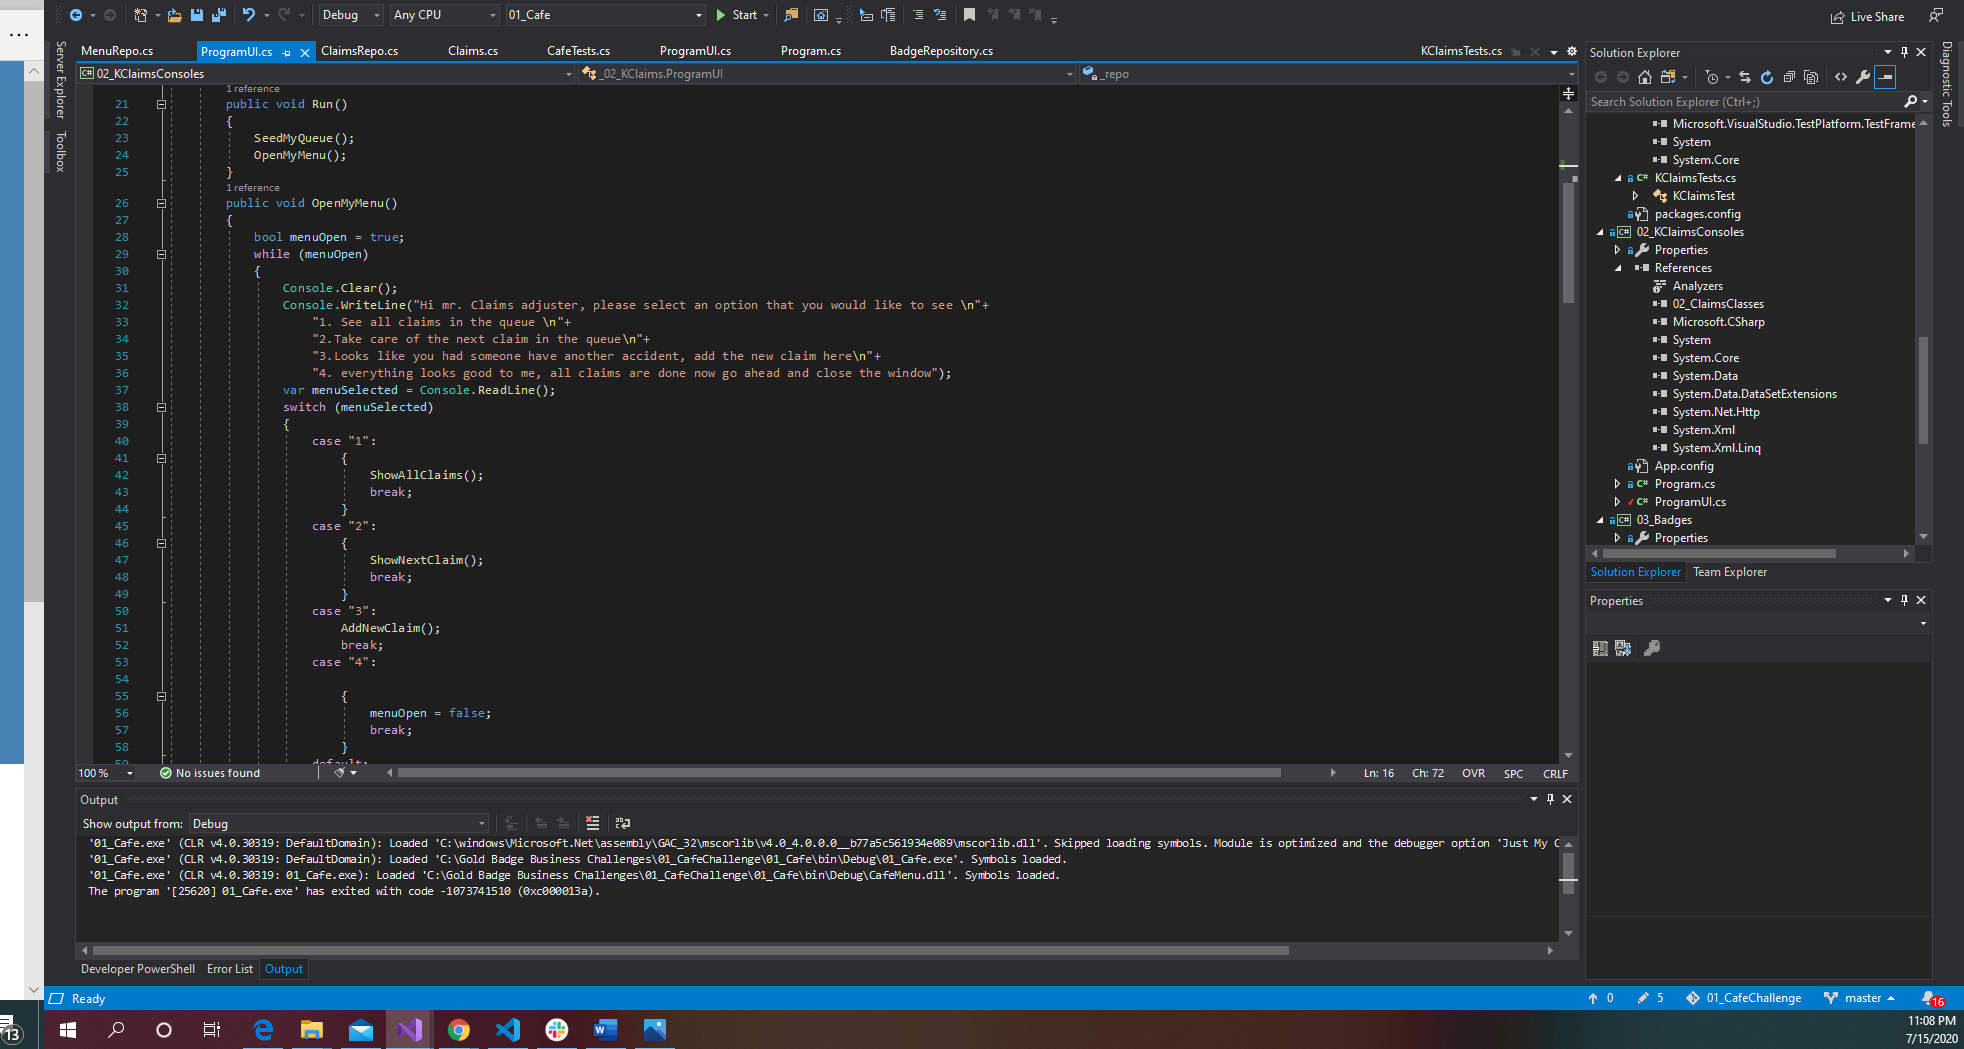 Debug
Any CPU
01_Cafe
Start
Live Share
Server Explorer
Toolbox
MenuRepo.cs
ProgramUI.cs
ClaimsRepo.cs
Claims.cs
CafeTests.cs
ProgramUI.cs
Program.cs
BadgeRepository.cs
KClaimsTests.cs
C# 02_KClaimsConsoles
_02_KClaims.ProgramUI
_repo
1 reference
21 public void Run()
22 {
23 SeedMyQueue();
24 OpenMyMenu();
25 }
1 reference
26 public void OpenMyMenu()
27 {
28 bool menuOpen = true;
29 while (menuOpen)
30 {
31 Console.Clear();
32 Console.WriteLine("Hi mr. Claims adjuster, please select an option that you would like to see \n"+
33 "1. See all claims in the queue \n"+
34 "2.Take care of the next claim in the queue\n"+
35 "3.Looks like you had someone have another accident, add the new claim here\n"+
36 "4. everything looks good to me, all claims are done now go ahead and close the window");
37 var menuSelected = Console.ReadLine();
38 switch (menuSelected)
39 {
40 case "1":
41 {
42 ShowAllClaims();
43 break;
44 }
45 case "2":
46 {
47 ShowNextClaim();
48 break;
49 }
50 case "3":
51 AddNewClaim();
52 break;
53 case "4":
54
55 {
56 menuOpen = false;
57 break;
58 }
59 default:
100 %
No issues found
Ln: 16 Ch: 72 OVR SPC CRLF
Output
Show output from: Debug
'01_Cafe.exe' (CLR v4.0.30319: DefaultDomain): Loaded 'C:\windows\Microsoft.Net\assembly\GAC_32\mscorlib\v4.0_4.0.0.0__b77a5c561934e089\mscorlib.dll'. Skipped loading symbols. Module is optimized and the debugger option 'Just My C
'01_Cafe.exe' (CLR v4.0.30319: DefaultDomain): Loaded 'C:\Gold Badge Business Challenges\01_CafeChallenge\01_Cafe\bin\Debug\01_Cafe.exe'. Symbols loaded.
'01_Cafe.exe' (CLR v4.0.30319: 01_Cafe.exe): Loaded 'C:\Gold Badge Business Challenges\01_CafeChallenge\01_Cafe\bin\Debug\CafeMenu.dll'. Symbols loaded.
The program '[25620] 01_Cafe.exe' has exited with code -1073741510 (0xc000013a).
Developer PowerShell Error List Output
Solution Explorer
Search Solution Explorer (Ctrl+;)
Microsoft.VisualStudio.TestPlatform.TestFrame
System
System.Core
C# KClaimsTests.cs
KClaimsTest
packages.config
C# 02_KClaimsConsoles
Properties
References
Analyzers
02_ClaimsClasses
Microsoft.CSharp
System
System.Core
System.Data
System.Data.DataSetExtensions
System.Net.Http
System.Xml
System.Xml.Linq
App.config
C# Program.cs
C# ProgramUI.cs
C# 03_Badges
Properties
Solution Explorer Team Explorer
Properties
Diagnostic Tools
Ready
0
5
01_CafeChallenge
master
16
13
11:08 PM
7/15/2020